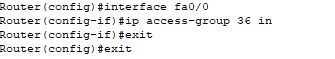 Router(config)#interface fa0/0
Router(config-if)#ip access-group 36 in
Router(config-if)#exit
Router(config)#exit